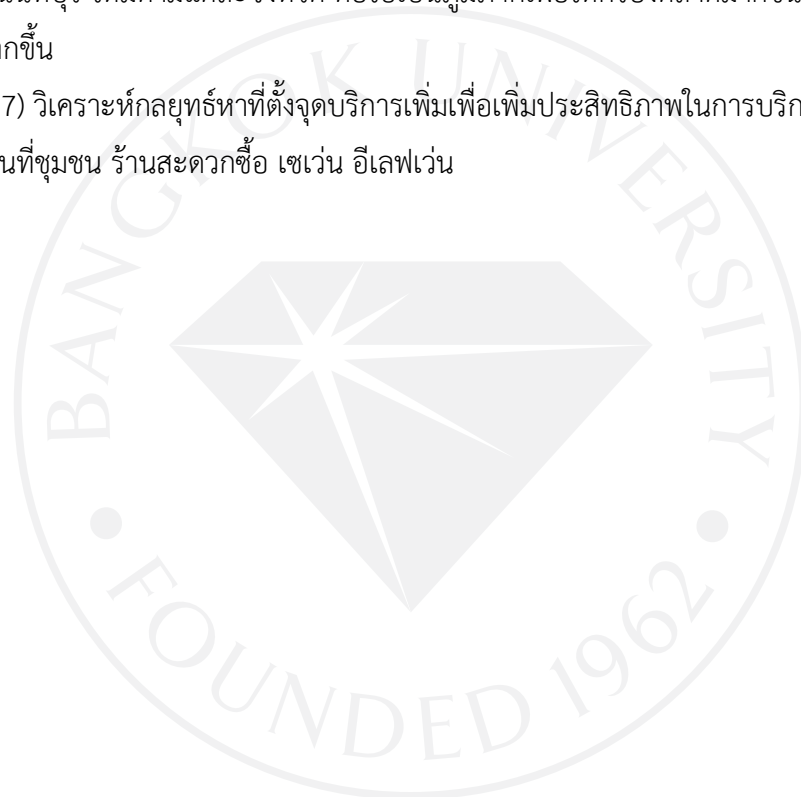 กขึ้น
7) วิเคราะห์กลยุทธ์หาที่ตั้งจุดบริการเพิ่มเพื่อเพิ่มประสิทธิภาพในการบริก
นที่ชุมชน ร้านสะดวกซื้อ เซเว่น อีเลฟเว่น
BANGKOK UNIVERSITY
• FOUNDED 1962 •